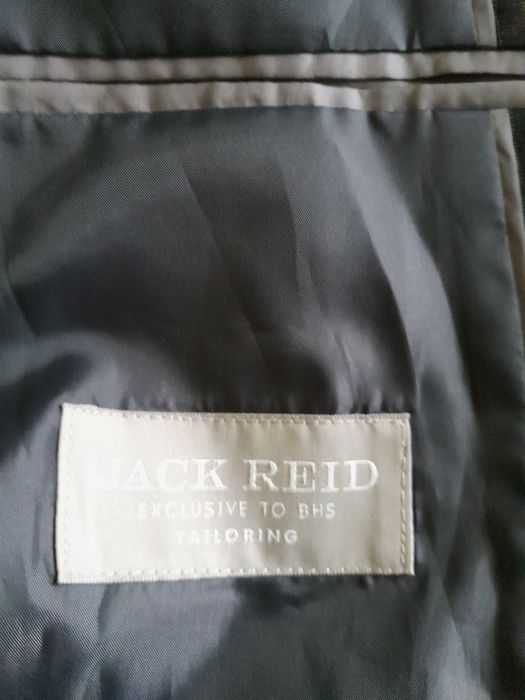 JACK REID
EXCLUSIVE TO BHS
TAILORING